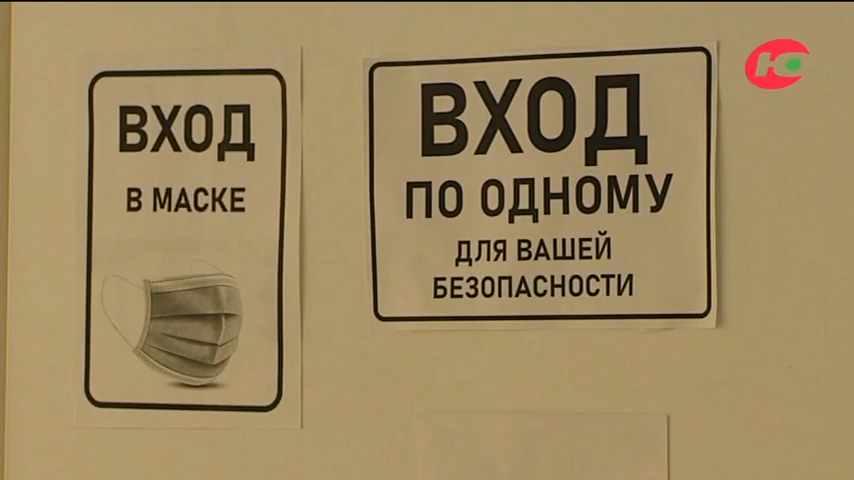 ВХОД
В МАСКЕ
ВХОД
ПО ОДНОМУ
ДЛЯ ВАШЕЙ
БЕЗОПАСНОСТИ
Ю